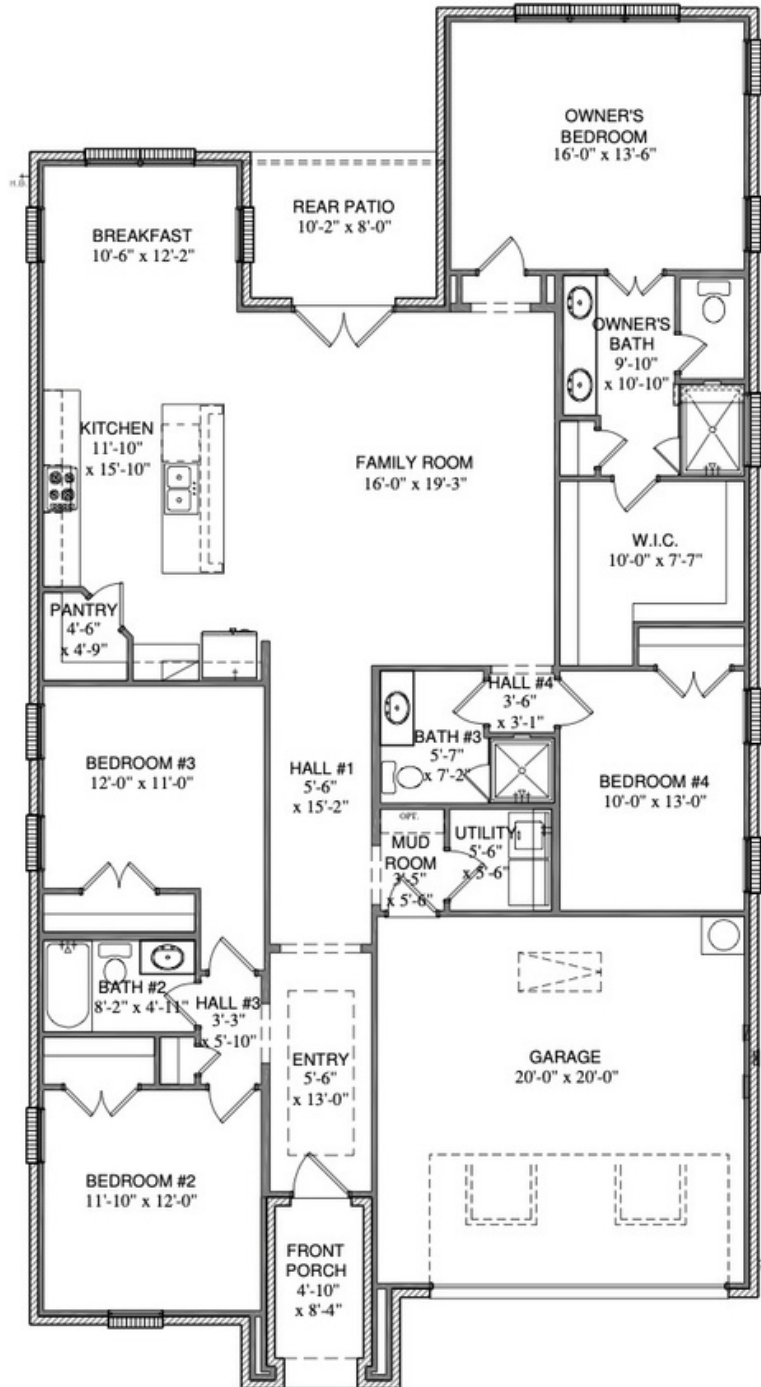 OWNER'S
BEDROOM
16'-0" x 13'-6"
H.B.
REAR PATIO
10'-2" x 8'-0"
BREAKFAST
10'-6" x 12'-2"
OWNER'S
BATH
9'-10"
x 10'-10"
KITCHEN
11'-10"
x 15'-10"
FAMILY ROOM
16'-0" x 19'-3"
W.I.C.
10'-0" x 7'-7"
PANTRY
4'-6"
x 4'-9"
HALL #4
3'-6"
x 3'-1"
BATH #3
5'-7"
x 7'-2"
BEDROOM #3
12'-0" x 11'-0"
HALL #1
5'-6"
x 15'-2"
BEDROOM #4
10'-0" x 13'-0"
OPT.
MUD
ROOM
3'-5"
x 5'-6"
UTILITY
5'-6"
x 5'-6"
BATH #2
8'-2" x 4'-11"
HALL #3
3'-3"
x 5'-10"
ENTRY
5'-6"
x 13'-0"
GARAGE
20'-0" x 20'-0"
BEDROOM #2
11'-10" x 12'-0"
FRONT
PORCH
4'-10"
x 8'-4"